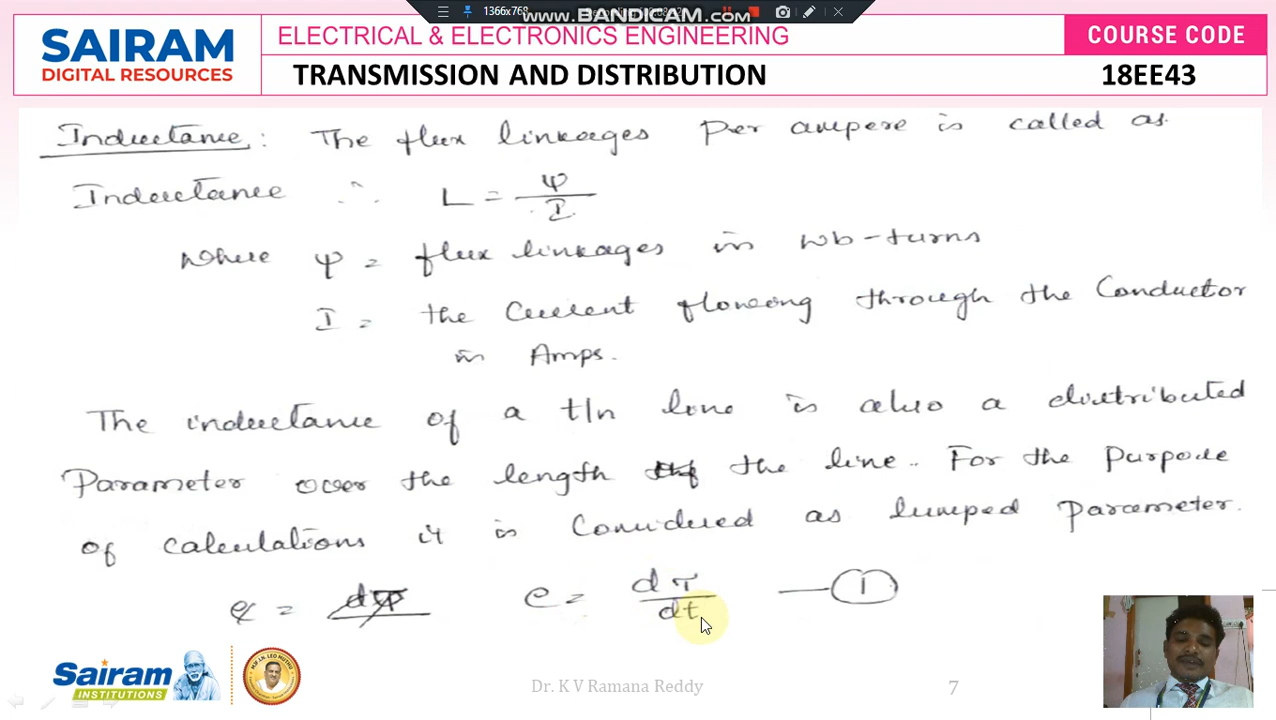 1366x768
www.BANDICAM.com
SAIRAM
DIGITAL RESOURCES
ELECTRICAL & ELECTRONICS ENGINEERING
COURSE CODE
TRANSMISSION AND DISTRIBUTION
18EE43
Inductance : The flux linkages Per ampere is called as
Inductance ∴ L = ψ / I
where ψ = flux linkages in wb-turns
I = the Current flowing through the Conductor
in Amps.
The inductance of a t/n line is also a distributed
Parameter over the length the line. For the purpose
of calculations it is Considered as lumped parameter.
e = dτ / dt — 1
Sairam
INSTITUTIONS
Dr. K V Ramana Reddy
7